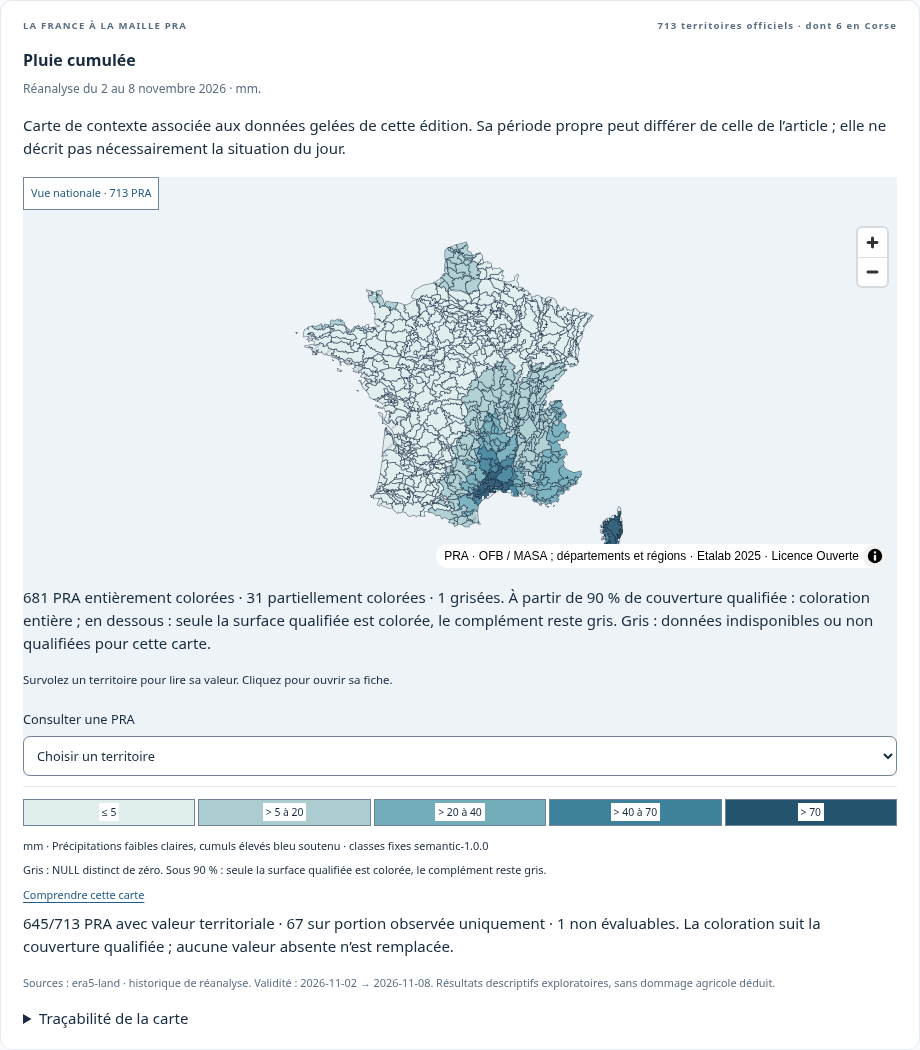 LA FRANCE À LA MAILLE PRA
713 territoires officiels · dont 6 en Corse
Pluie cumulée
Réanalyse du 2 au 8 novembre 2026 · mm.
Carte de contexte associée aux données gelées de cette édition. Sa période propre peut différer de celle de l’article ; elle ne
décrit pas nécessairement la situation du jour.
Vue nationale · 713 PRA
+
−
PRA · OFB / MASA ; départements et régions · Etalab 2025 · Licence Ouverte
681 PRA entièrement colorées · 31 partiellement colorées · 1 grisées. À partir de 90 % de couverture qualifiée : coloration
entière ; en dessous : seule la surface qualifiée est colorée, le complément reste gris. Gris : données indisponibles ou non
qualifiées pour cette carte.
Survolez un territoire pour lire sa valeur. Cliquez pour ouvrir sa fiche.
Consulter une PRA
Choisir un territoire
≤ 5
> 5 à 20
> 20 à 40
> 40 à 70
> 70
mm · Précipitations faibles claires, cumuls élevés bleu soutenu · classes fixes semantic-1.0.0
Gris : NULL distinct de zéro. Sous 90 % : seule la surface qualifiée est colorée, le complément reste gris.
Comprendre cette carte
645/713 PRA avec valeur territoriale · 67 sur portion observée uniquement · 1 non évaluables. La coloration suit la
couverture qualifiée ; aucune valeur absente n’est remplacée.
Sources : era5-land · historique de réanalyse. Validité : 2026-11-02 → 2026-11-08. Résultats descriptifs exploratoires, sans dommage agricole déduit.
Traçabilité de la carte